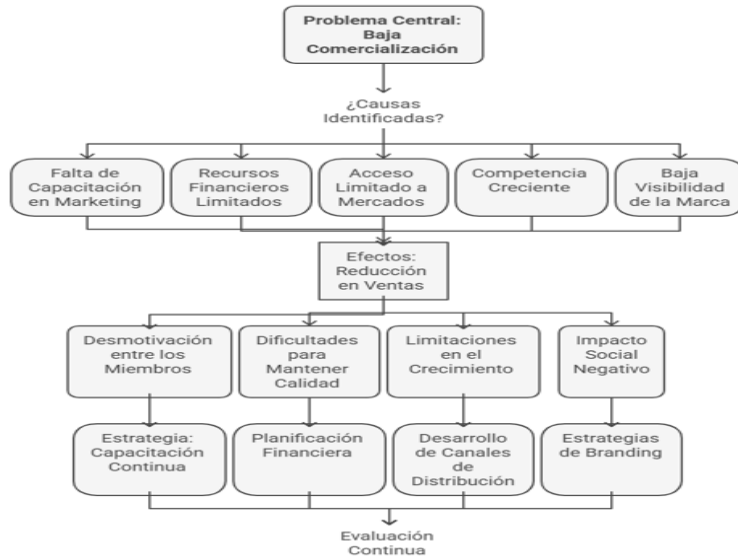 Problema Central:
Baja
Comercialización
¿Causas
Identificadas?
Falta de
Capacitación
en Marketing
Recursos
Financieros
Limitados
Acceso
Limitado a
Mercados
Competencia
Creciente
Baja
Visibilidad
de la Marca
Efectos:
Reducción
en Ventas
Desmotivación
entre los
Miembros
Dificultades
para
Mantener
Calidad
Limitaciones
en el
Crecimiento
Impacto
Social
Negativo
Estrategia:
Capacitación
Continua
Planificación
Financiera
Desarrollo
de Canales
de
Distribución
Estrategias
de Branding
Evaluación
Continua